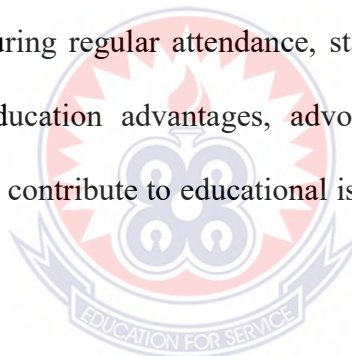 uring regular attendance, st
ducation advantages, advo
contribute to educational is
EDUCATION FOR SERVICE